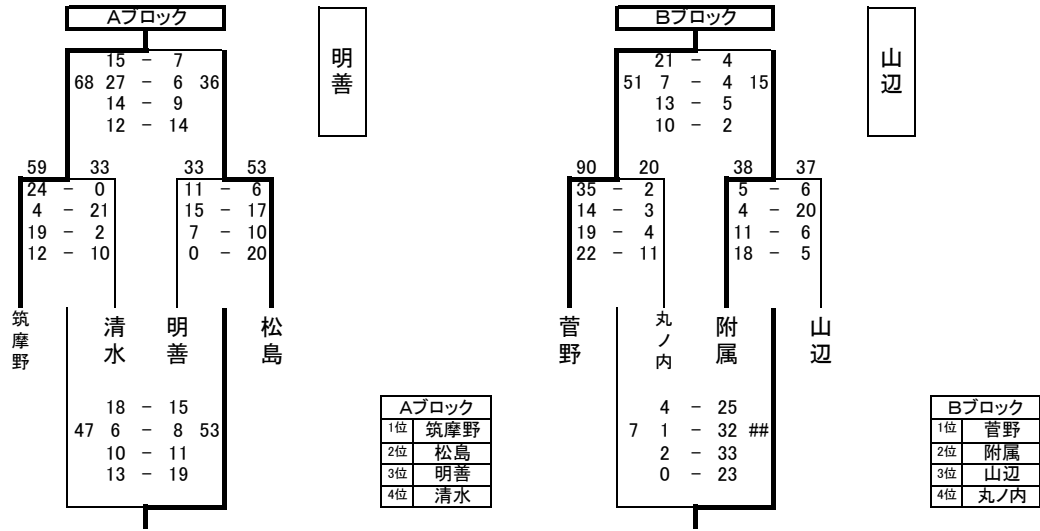 Aブロック
明善
15 - 7
68 27 - 6 36
14 - 9
12 - 14
59 33 33 53
24 - 0 11 - 6
4 - 21 15 - 17
19 - 2 7 - 10
12 - 10 0 - 20
筑摩野 清水 明善 松島
18 - 15
47 6 - 8 53
10 - 11
13 - 19
Aブロック
1位 筑摩野
2位 松島
3位 明善
4位 清水
Bブロック
山辺
21 - 4
51 7 - 4 15
13 - 5
10 - 2
90 20 38 37
35 - 2 5 - 6
14 - 3 4 - 20
19 - 4 11 - 6
22 - 11 18 - 5
菅野 丸ノ内 附属 山辺
4 - 25
7 1 - 32 ##
2 - 33
0 - 23
Bブロック
1位 菅野
2位 附属
3位 山辺
4位 丸ノ内